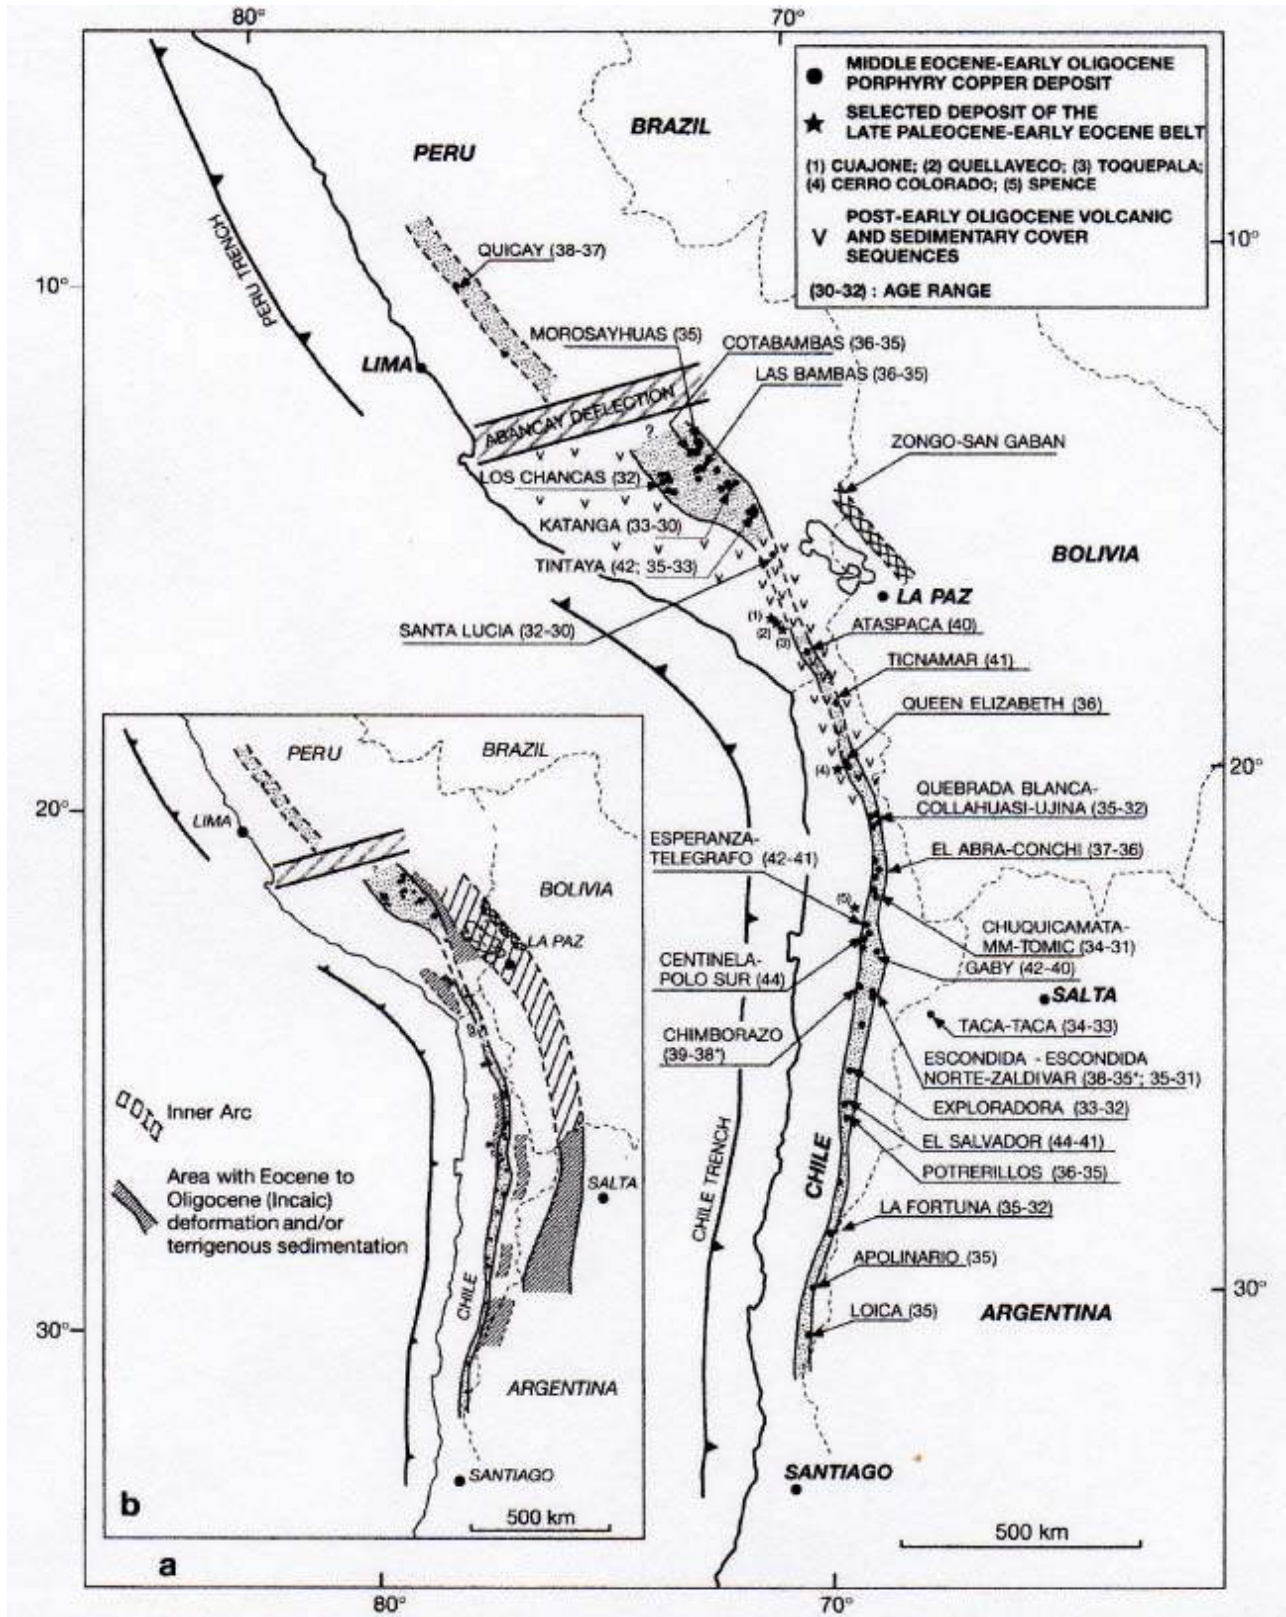 80°
70°
MIDDLE EOCENE-EARLY OLIGOCENE
PORPHYRY COPPER DEPOSIT
SELECTED DEPOSIT OF THE
LATE PALEOCENE-EARLY EOCENE BELT
(1) CUAJONE; (2) QUELLAVECO; (3) TOQUEPALA;
(4) CERRO COLORADO; (5) SPENCE
POST-EARLY OLIGOCENE VOLCANIC
AND SEDIMENTARY COVER
SEQUENCES
(30-32) : AGE RANGE
BRAZIL
PERU
PERU TRENCH
10°
10°
QUICAY (38-37)
MOROSAYHUAS (35)
COTABAMBAS (36-35)
LIMA
LAS BAMBAS (36-35)
ABANCAY DEFLECTION
?
ZONGO-SAN GABAN
LOS CHANCAS (32)
KATANGA (33-30)
BOLIVIA
TINTAYA (42; 35-33)
LA PAZ
(1)
(2)
(3)
SANTA LUCIA (32-30)
ATASPACA (40)
TICNAMAR (41)
QUEEN ELIZABETH (36)
(4)
20°
20°
QUEBRADA BLANCA-
COLLAHUASI-UJINA (35-32)
ESPERANZA-
TELEGRAFO (42-41)
EL ABRA-CONCHI (37-36)
(5)
CHUQUICAMATA-
MM-TOMIC (34-31)
CENTINELA-
POLO SUR (44)
GABY (42-40)
SALTA
TACA-TACA (34-33)
CHIMBORAZO
(39-38*)
ESCONDIDA - ESCONDIDA
NORTE-ZALDIVAR (38-35*; 35-31)
EXPLORADORA (33-32)
EL SALVADOR (44-41)
POTRERILLOS (36-35)
CHILE TRENCH
CHILE
LA FORTUNA (35-32)
APOLINARIO (35)
30°
30°
LOICA (35)
ARGENTINA
SANTIAGO
500 km
PERU
BRAZIL
LIMA
BOLIVIA
LA PAZ
Inner Arc
Area with Eocene to
Oligocene (Incaic)
deformation and/or
terrigenous sedimentation
SALTA
CHILE
ARGENTINA
SANTIAGO
500 km
b
a
80°
70°